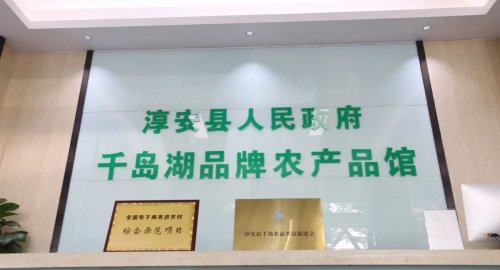 淳安县人民政府
千岛湖品牌农产品馆
全国电子商务进农村
综合示范项目
淳安县千岛农品推广促进会